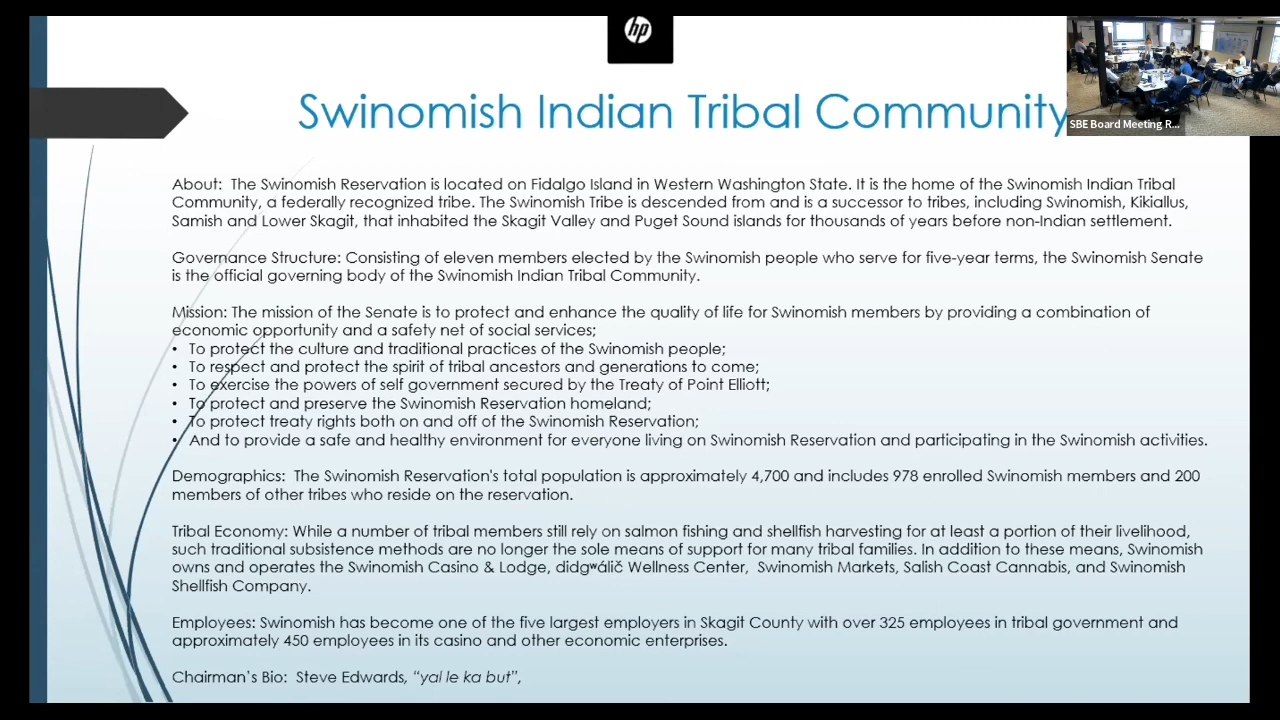 hp
Swinomish Indian Tribal Community
SBE Board Meeting R...
About:  The Swinomish Reservation is located on Fidalgo Island in Western Washington State. It is the home of the Swinomish Indian Tribal
Community, a federally recognized tribe. The Swinomish Tribe is descended from and is a successor to tribes, including Swinomish, Kikiallus,
Samish and Lower Skagit, that inhabited the Skagit Valley and Puget Sound islands for thousands of years before non-Indian settlement.
Governance Structure: Consisting of eleven members elected by the Swinomish people who serve for five-year terms, the Swinomish Senate
is the official governing body of the Swinomish Indian Tribal Community.
Mission: The mission of the Senate is to protect and enhance the quality of life for Swinomish members by providing a combination of
economic opportunity and a safety net of social services;
• To protect the culture and traditional practices of the Swinomish people;
• To respect and protect the spirit of tribal ancestors and generations to come;
• To exercise the powers of self government secured by the Treaty of Point Elliott;
• To protect and preserve the Swinomish Reservation homeland;
• To protect treaty rights both on and off of the Swinomish Reservation;
• And to provide a safe and healthy environment for everyone living on Swinomish Reservation and participating in the Swinomish activities.
Demographics:  The Swinomish Reservation's total population is approximately 4,700 and includes 978 enrolled Swinomish members and 200
members of other tribes who reside on the reservation.
Tribal Economy: While a number of tribal members still rely on salmon fishing and shellfish harvesting for at least a portion of their livelihood,
such traditional subsistence methods are no longer the sole means of support for many tribal families. In addition to these means, Swinomish
owns and operates the Swinomish Casino & Lodge, didgʷálič Wellness Center,  Swinomish Markets, Salish Coast Cannabis, and Swinomish
Shellfish Company.
Employees: Swinomish has become one of the five largest employers in Skagit County with over 325 employees in tribal government and
approximately 450 employees in its casino and other economic enterprises.
Chairman's Bio:  Steve Edwards, "yal le ka but",